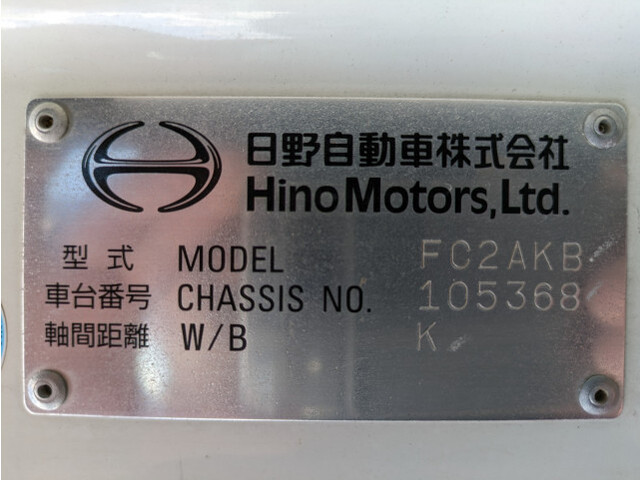 日野自動車株式会社
Hino Motors, Ltd.
型式 MODEL FC2AKB
車台番号 CHASSIS NO. 105368
軸間距離 W/B K